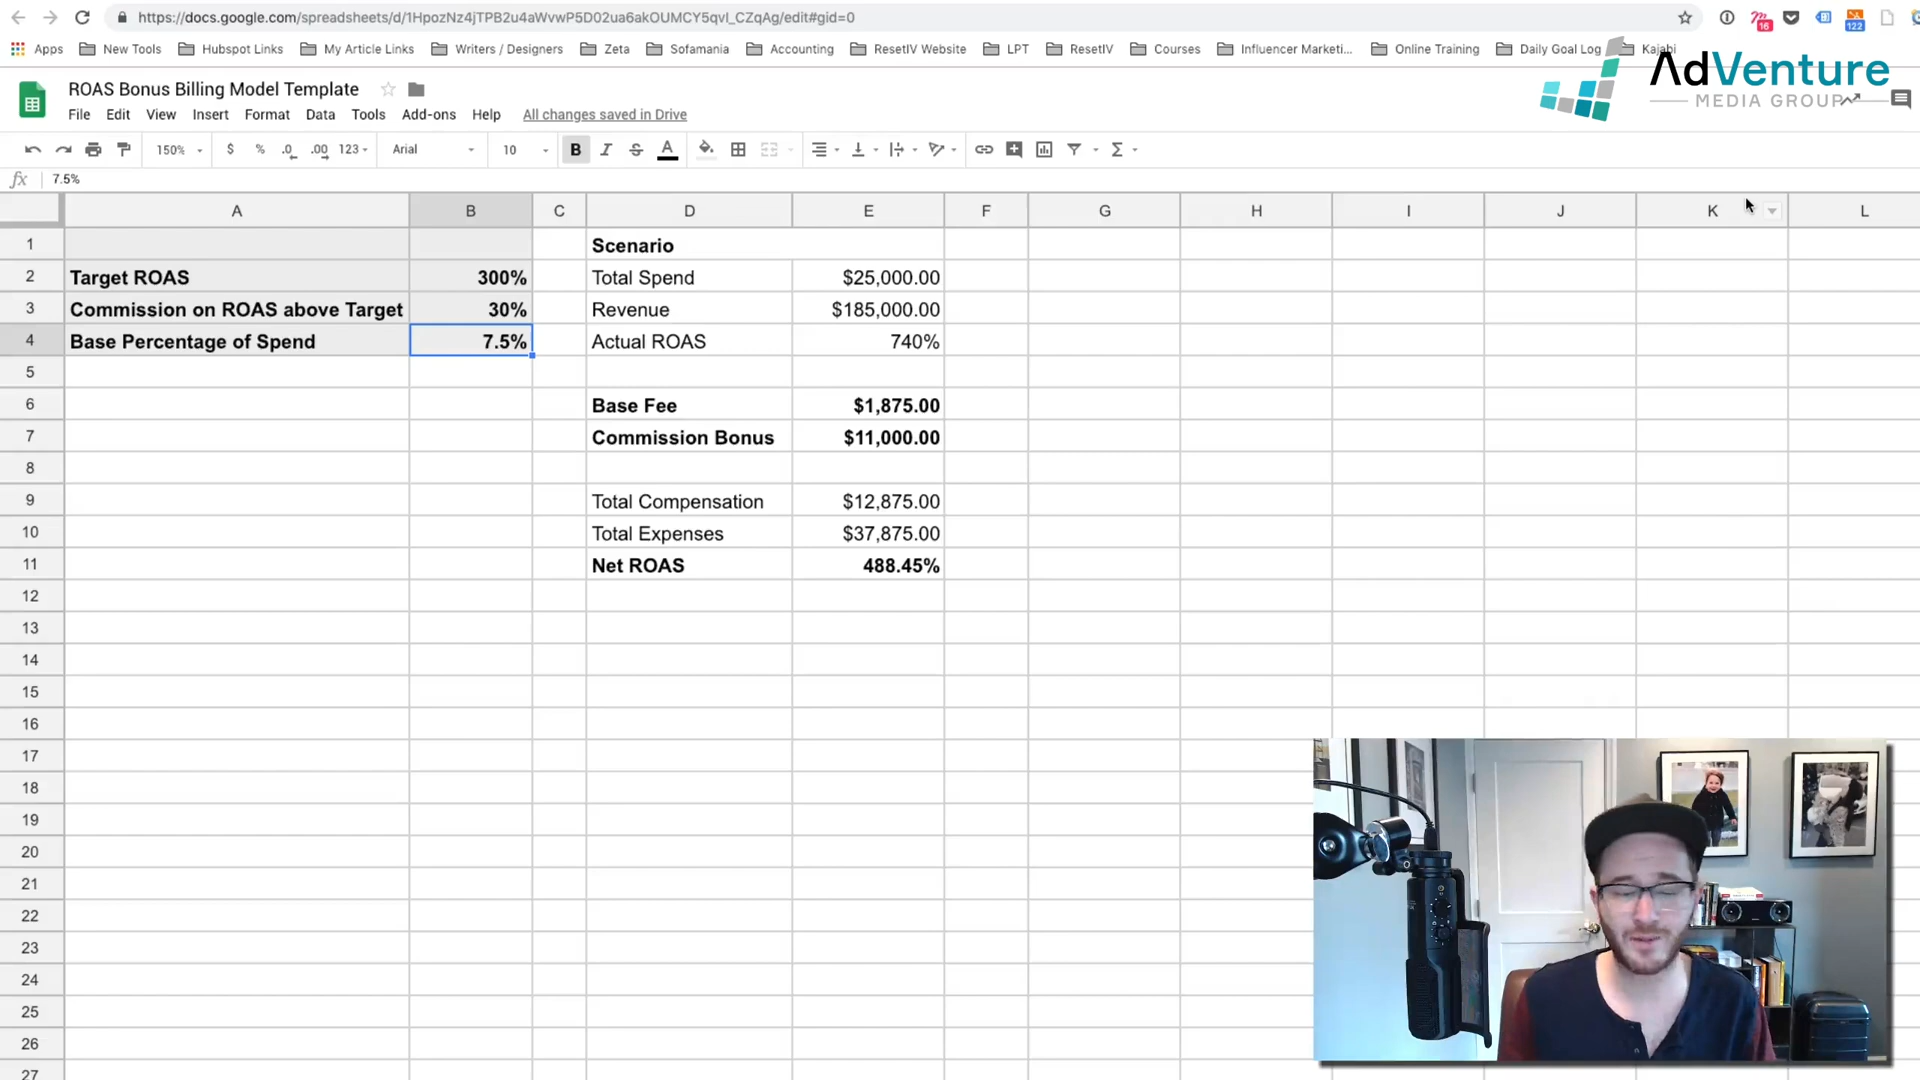 https://docs.google.com/spreadsheets/d/1HpozNz4jTPB2u4aWvwP5D02ua6akOUMCY5qvI_CZqAg/edit#gid=0
16
122
Apps New Tools Hubspot Links My Article Links Writers / Designers Zeta Sofamania Accounting ResetIV Website LPT ResetIV Courses Influencer Marketi... Online Training Daily Goal Log Kajabi
AdVenture
MEDIA GROUP
ROAS Bonus Billing Model Template
File Edit View Insert Format Data Tools Add-ons Help All changes saved in Drive
150% $ % .0 .00 123 Arial 10 B I S A Σ
fx 7.5%
A B C D E F G H I J K L
1 Scenario
2 Target ROAS 300% Total Spend $25,000.00
3 Commission on ROAS above Target 30% Revenue $185,000.00
4 Base Percentage of Spend 7.5% Actual ROAS 740%
5
6 Base Fee $1,875.00
7 Commission Bonus $11,000.00
8
9 Total Compensation $12,875.00
10 Total Expenses $37,875.00
11 Net ROAS 488.45%
12
13
14
15
16
17
18
19
20
21
22
23
24
25
26
27